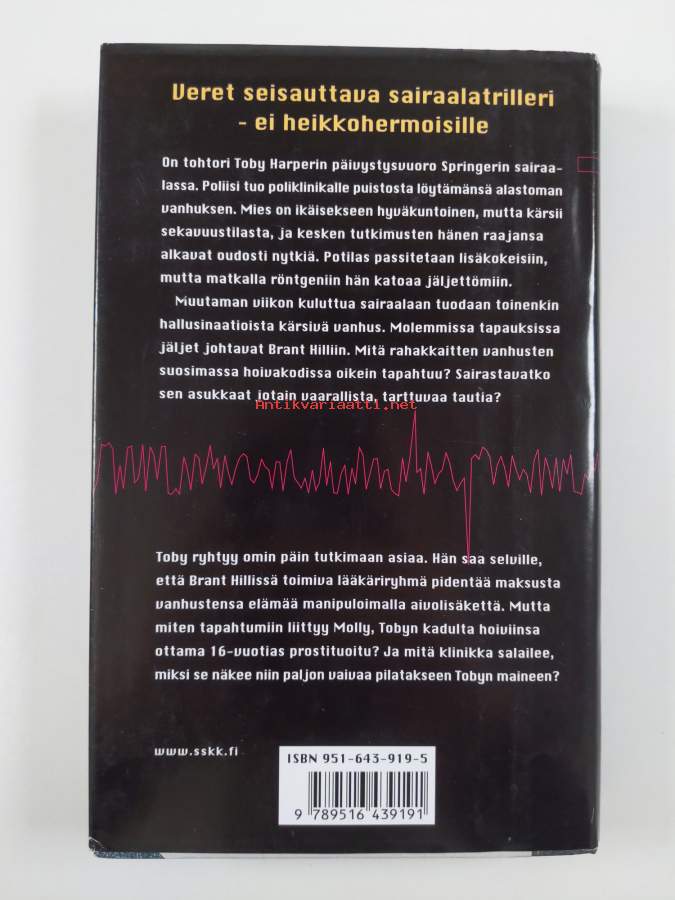 Veret seisauttava sairaalatrilleri
- ei heikkohermoisille
On tohtori Toby Harperin päivystysvuoro Springerin sairaa-
lassa. Poliisi tuo poliklinikalle puistosta löytämänsä alastoman
vanhuksen. Mies on ikäisekseen hyväkuntoinen, mutta kärsii
sekavuustilasta, ja kesken tutkimusten hänen raajansa
alkavat oudosti nytkiä. Potilas passitetaan lisäkokeisiin,
mutta matkalla röntgeniin hän katoaa jäljettömiin.
Muutaman viikon kuluttua sairaalaan tuodaan toinenkin
hallusinaatioista kärsivä vanhus. Molemmissa tapauksissa
jäljet johtavat Brant Hilliin. Mitä rahakkaitten vanhusten
suosimassa hoivakodissa oikein tapahtuu? Sairastavatko
sen asukkaat jotain vaarallista, tarttuvaa tautia?
Antikvariaatti.net
Toby ryhtyy omin päin tutkimaan asiaa. Hän saa selville,
että Brant Hillissä toimiva lääkäriryhmä pidentää maksusta
vanhustensa elämää manipuloimalla aivolisäkettä. Mutta
miten tapahtumiin liittyy Molly, Tobyn kadulta hoiviinsa
ottama 16-vuotias prostituoitu? Ja mitä klinikka salailee,
miksi se näkee niin paljon vaivaa pilatakseen Tobyn maineen?
www.sskk.fi
ISBN 951-643-919-5
9 789516 439191